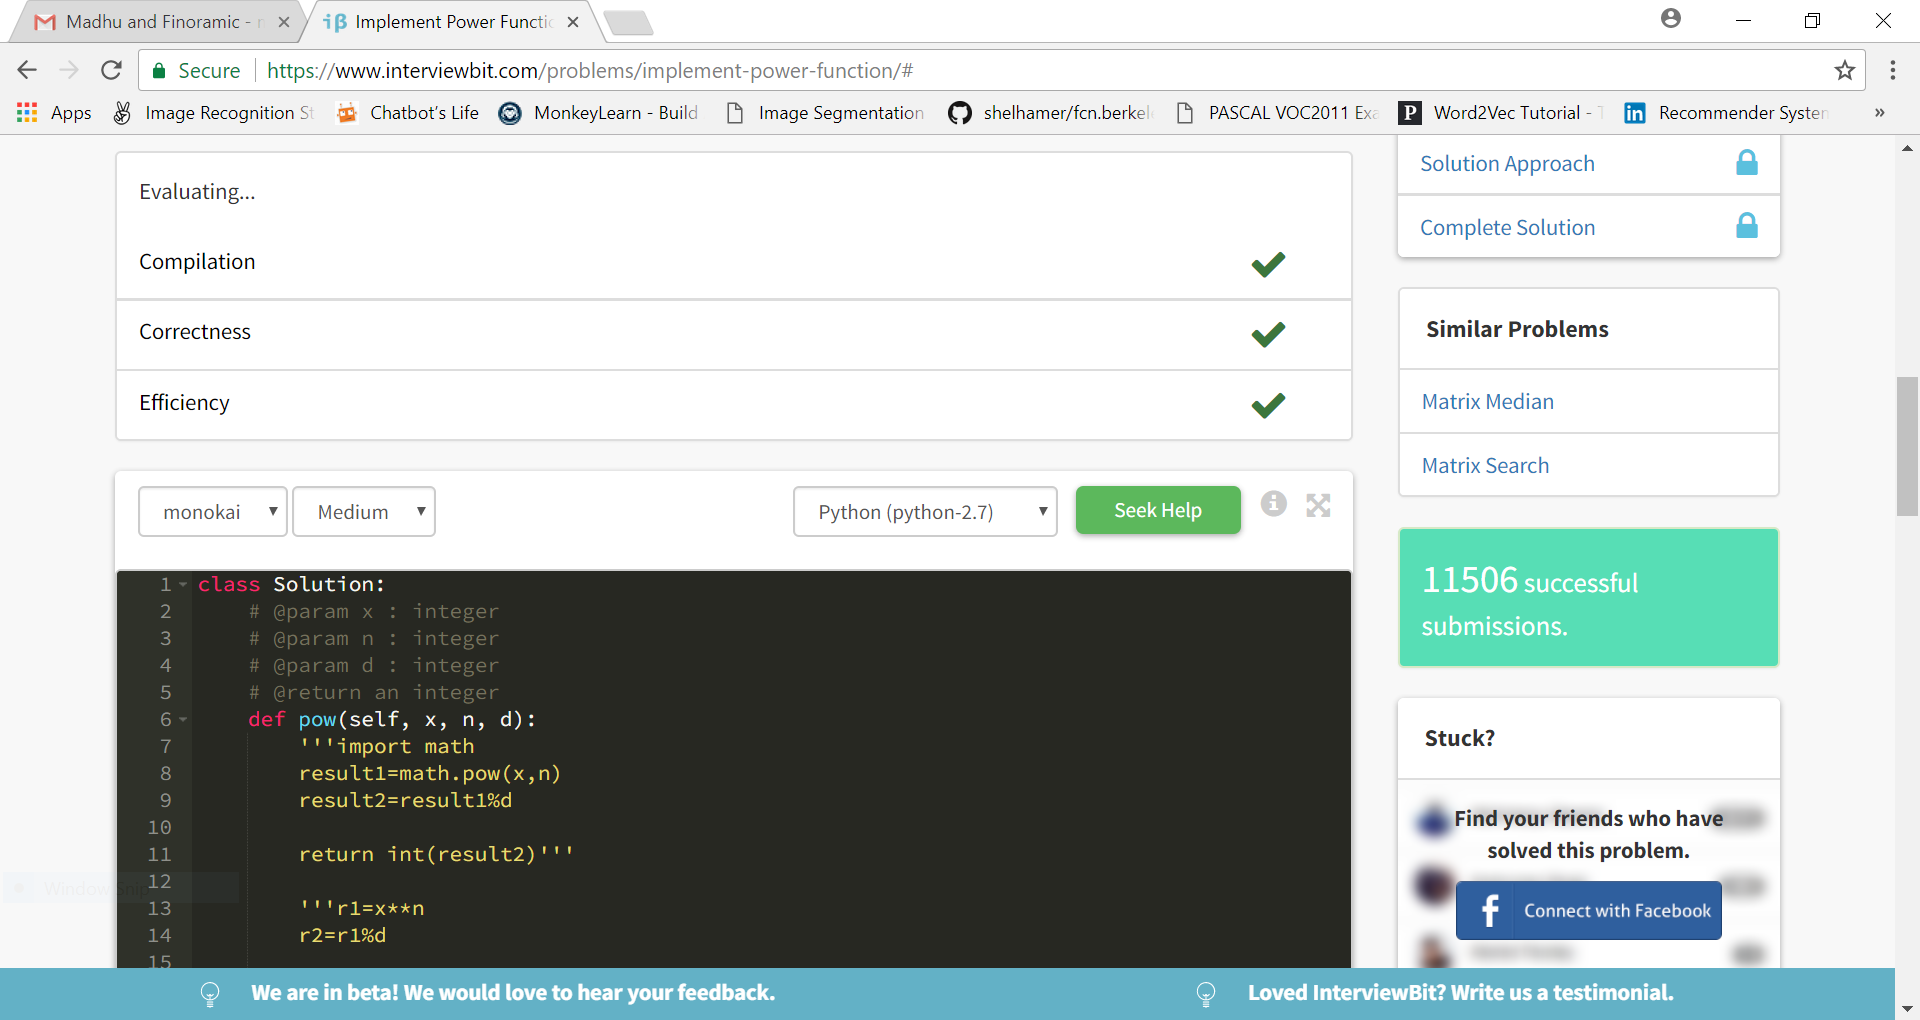 Madhu and Finoramic -
iβ Implement Power Functi
Secure https://www.interviewbit.com/problems/implement-power-function/#
Apps Image Recognition St Chatbot's Life MonkeyLearn - Build Image Segmentation shelhamer/fcn.berkel PASCAL VOC2011 Exa P Word2Vec Tutorial - T in Recommender System »
Evaluating...
Compilation
Correctness
Efficiency
Solution Approach
Complete Solution
Similar Problems
Matrix Median
Matrix Search
11506 successful
submissions.
Stuck?
Find your friends who have
solved this problem.
f Connect with Facebook
monokai Medium Python (python-2.7) Seek Help
1 class Solution:
2 # @param x : integer
3 # @param n : integer
4 # @param d : integer
5 # @return an integer
6 def pow(self, x, n, d):
7 '''import math
8 result1=math.pow(x,n)
9 result2=result1%d
10
11 return int(result2)'''
12
13 '''r1=x**n
14 r2=r1%d
15
Window Snip
We are in beta! We would love to hear your feedback. Loved InterviewBit? Write us a testimonial.